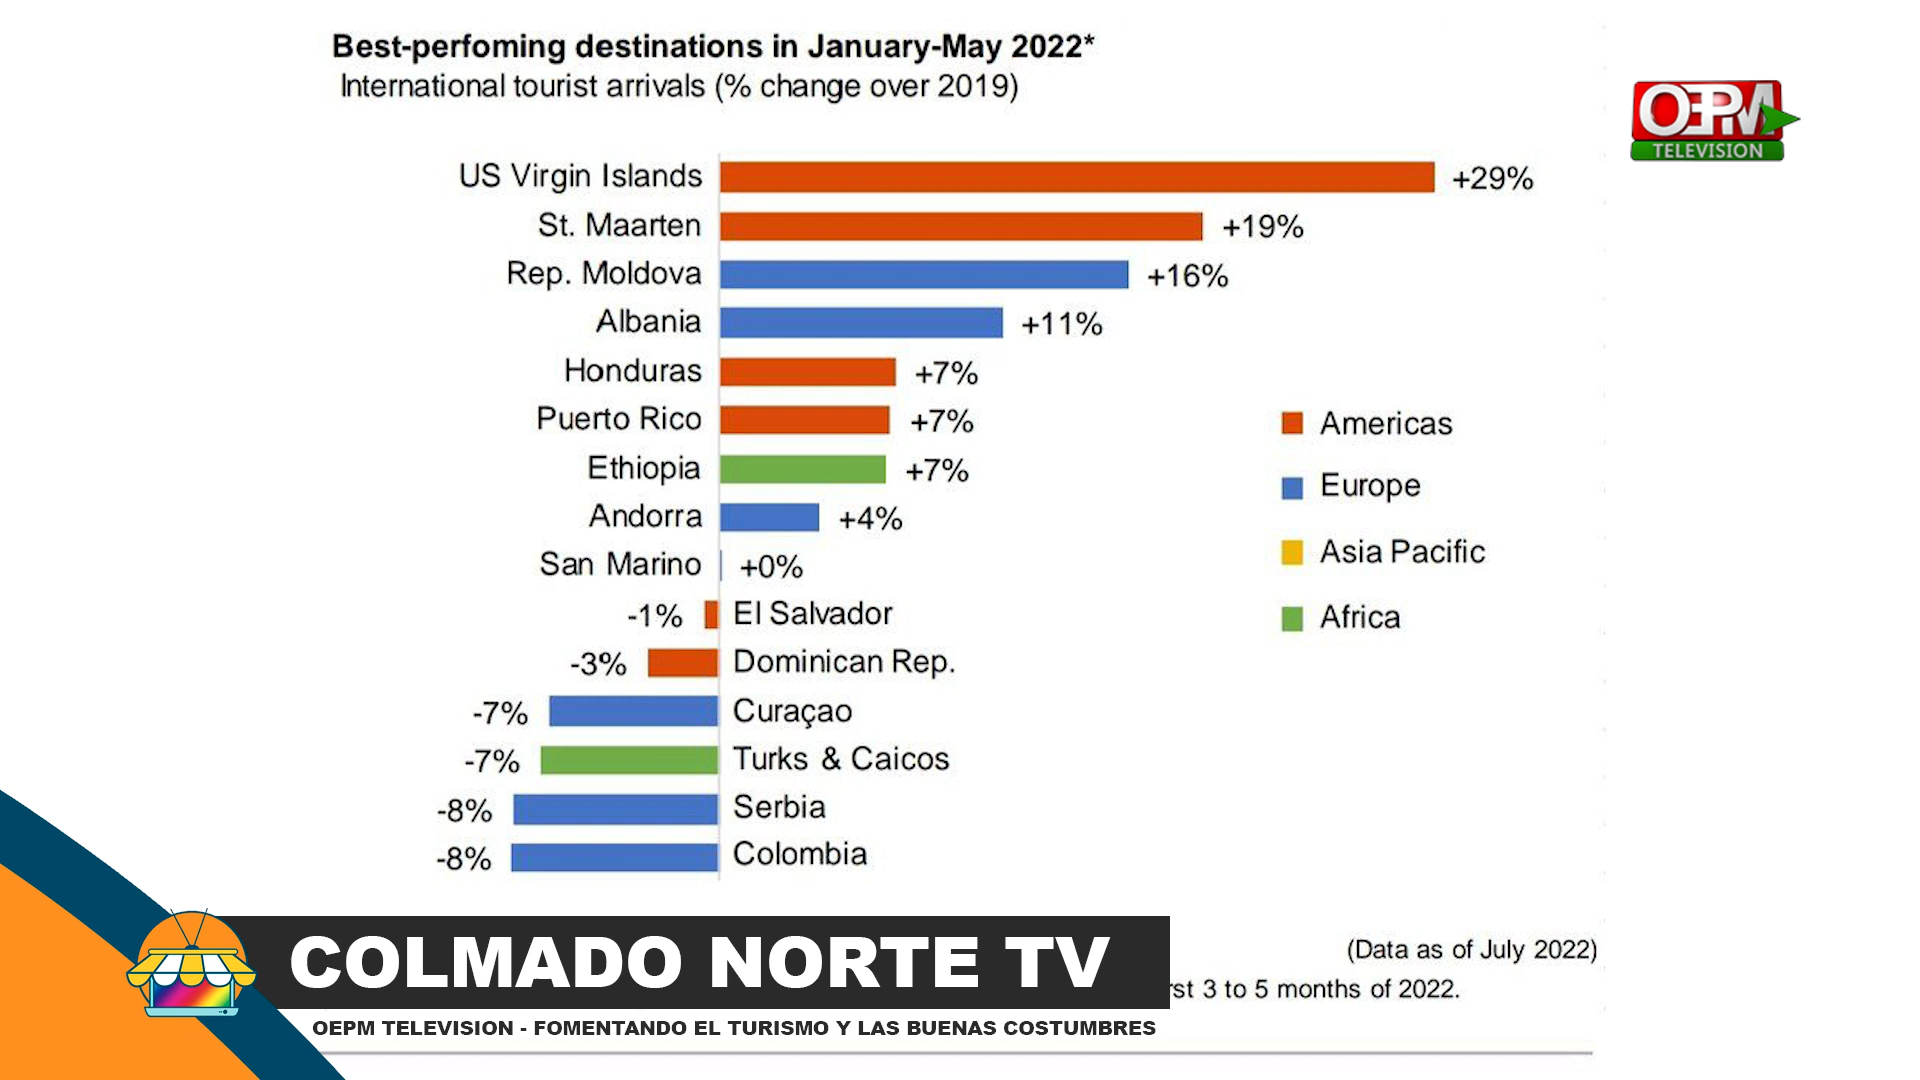 Best-perfoming destinations in January-May 2022*
International tourist arrivals (% change over 2019)
OEPM
TELEVISION
US Virgin Islands +29%
St. Maarten +19%
Rep. Moldova +16%
Albania +11%
Honduras +7%
Puerto Rico +7%
Ethiopia +7%
Andorra +4%
San Marino +0%
-1% El Salvador
-3% Dominican Rep.
-7% Curaçao
-7% Turks & Caicos
-8% Serbia
-8% Colombia
Americas
Europe
Asia Pacific
Africa
(Data as of July 2022)
3 to 5 months of 2022.
COLMADO NORTE TV
OEPM TELEVISION - FOMENTANDO EL TURISMO Y LAS BUENAS COSTUMBRES